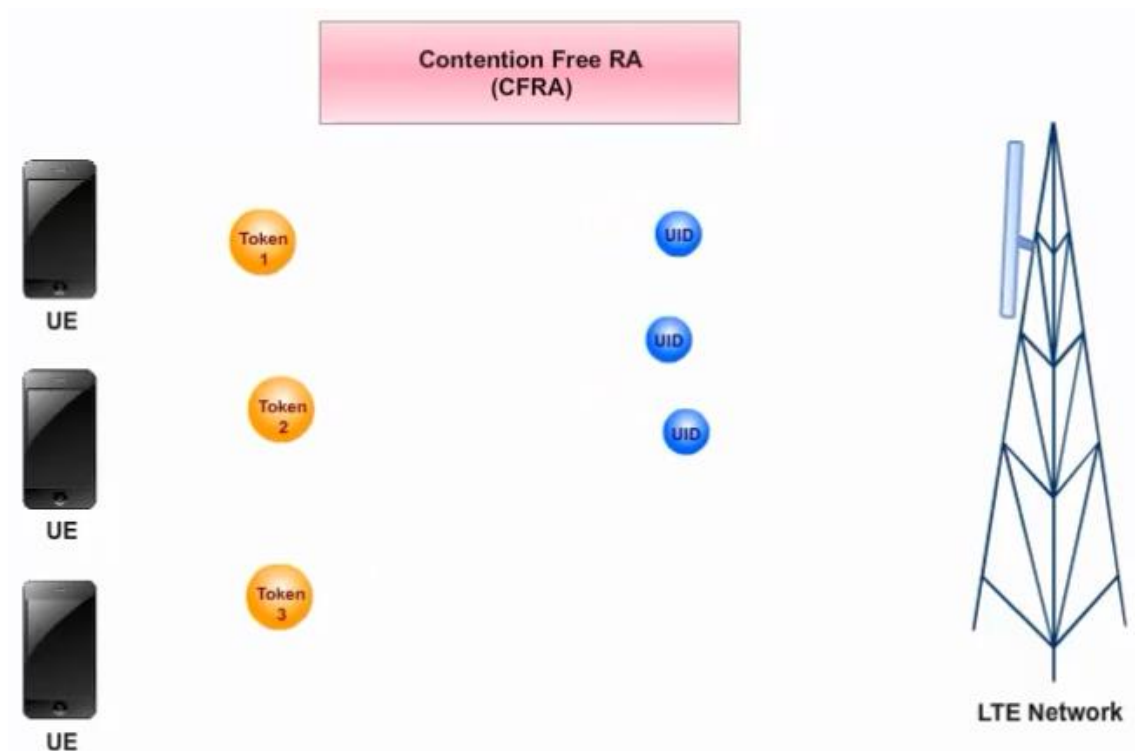 Contention Free RA
(CFRA)
UE
Token
1
UID
UID
UE
Token
2
UID
UE
Token
3
LTE Network